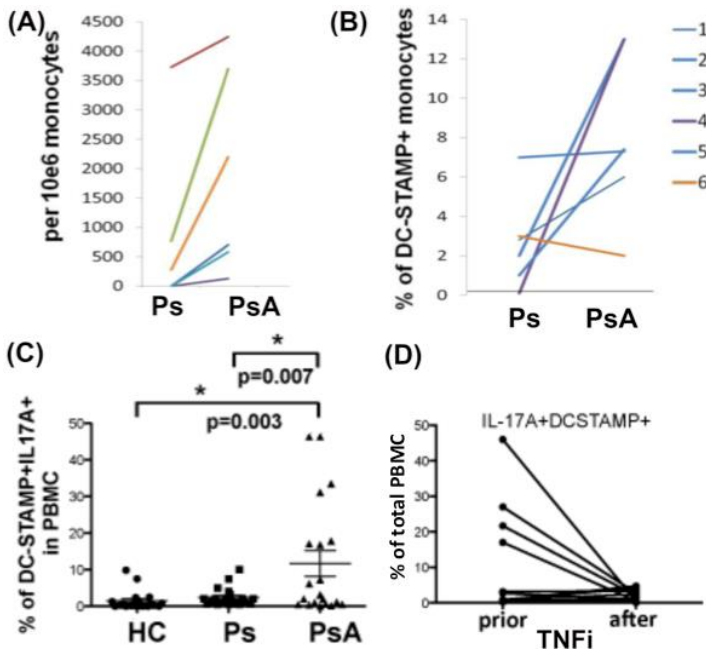 (A)
per 10e6 monocytes
4500
4000
3500
3000
2500
2000
1500
1000
500
0
Ps PsA
(B)
% of DC-STAMP+ monocytes
14
12
10
8
6
4
2
0
Ps PsA
1
2
3
4
5
6
(C)
% of DC-STAMP+IL17A+
in PBMC
*
p=0.007
*
p=0.003
50
40
30
20
10
0
HC Ps PsA
(D)
IL-17A+DCSTAMP+
% of total PBMC
50
40
30
20
10
0
prior after
TNFi